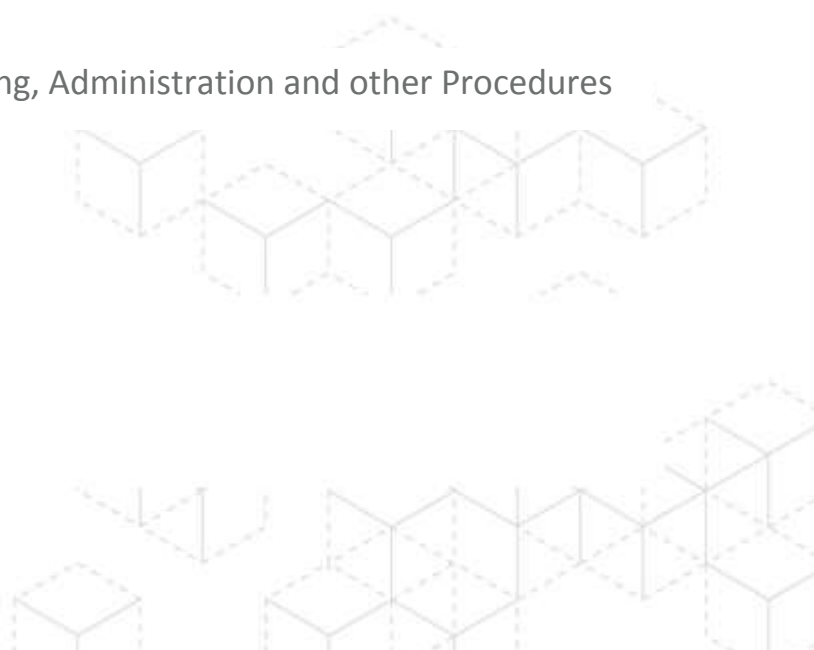 ng, Administration and other Procedures